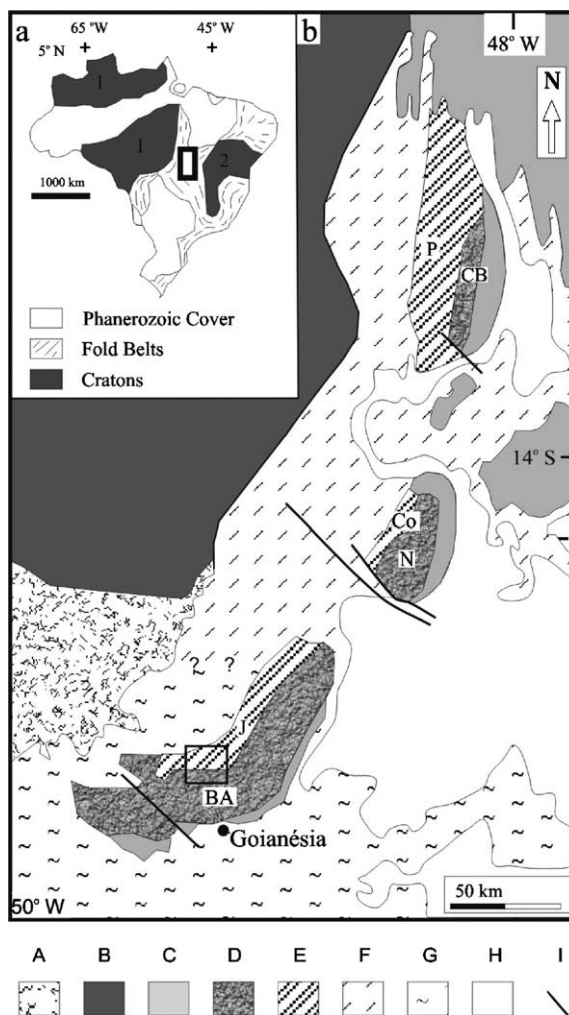 a
65° W
45° W
5° N
1
1
2
1000 km
Phanerozoic Cover
Fold Belts
Cratons
b
48° W
N
P
CB
14° S
Co
N
? ?
J
BA
Goianésia
50° W
50 km
A B C D E F G H I